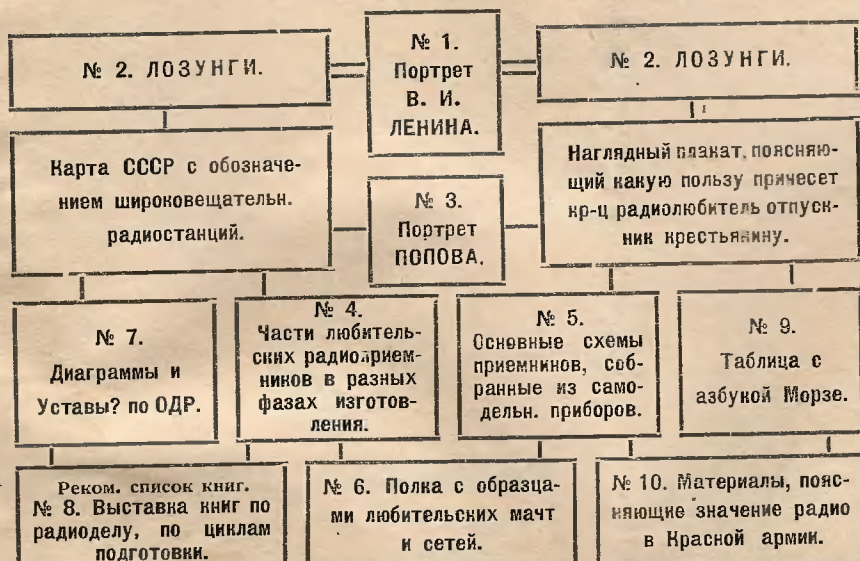 № 2. ЛОЗУНГИ.
№ 1.
Портрет
В. И.
ЛЕНИНА.
№ 2. ЛОЗУНГИ.
Карта СССР с обозначе-
нием широковещательн.
радиостанций.
№ 3.
Портрет
ПОПОВА.
Наглядный плакат, поясняю-
щий какую пользу принесет
кр-ц радиолюбитель отпуск-
ник крестьянину.
№ 7.
Диаграммы и
Уставы? по ОДР.
№ 4.
Части любитель-
ских радиоприем-
ников в разных
фазах изготов-
ления.
№ 5.
Основные схемы
приемников, соб-
ранные из само-
дельн. приборов.
№ 9.
Таблица с
азбукой Морзе.
Реком. список книг.
№ 8. Выставка книг по
радиоделу, по циклам
подготовки.
№ 6. Полка с образца-
ми любительских мачт
и сетей.
№ 10. Материалы, пояс-
няющие значение радио
в Красной армии.